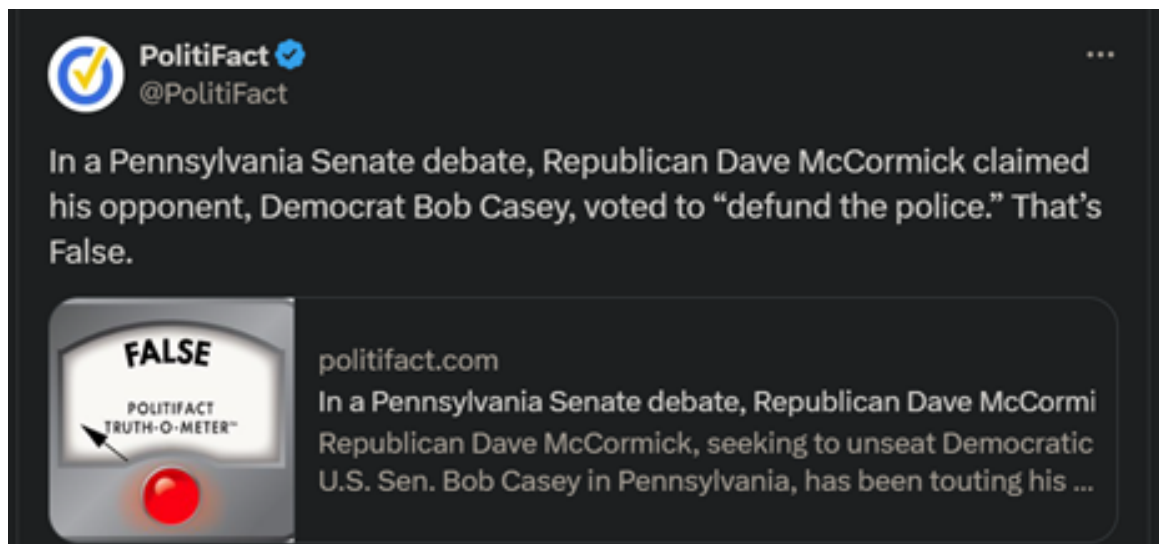 PolitiFact
@PolitiFact
In a Pennsylvania Senate debate, Republican Dave McCormick claimed
his opponent, Democrat Bob Casey, voted to “defund the police.” That’s
False.
FALSE
POLITIFACT
TRUTH-O-METER™
politifact.com
In a Pennsylvania Senate debate, Republican Dave McCormi
Republican Dave McCormick, seeking to unseat Democratic
U.S. Sen. Bob Casey in Pennsylvania, has been touting his ...